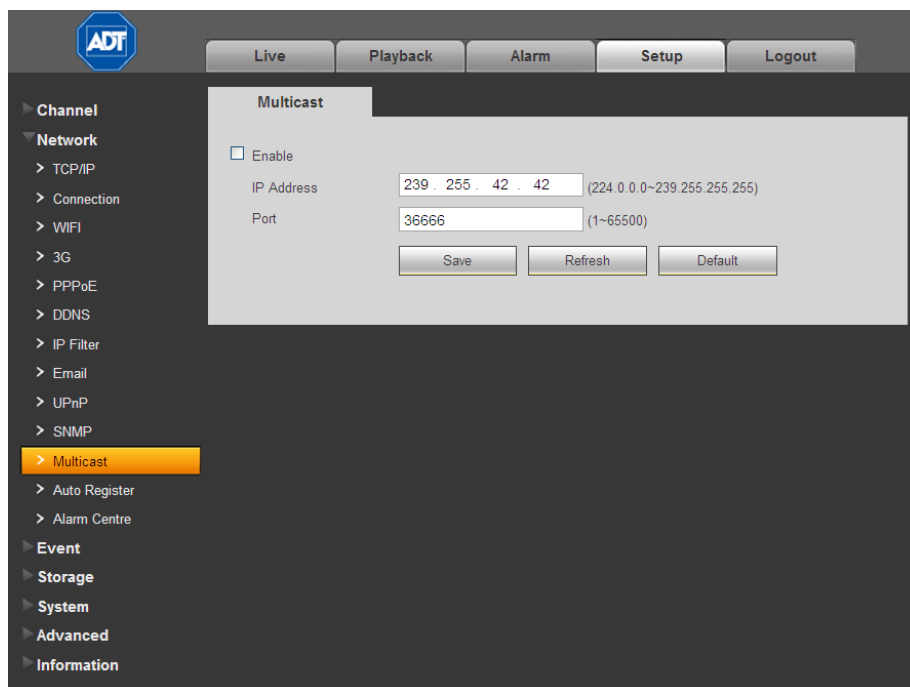 ADT
Live Playback Alarm Setup Logout
Channel
Network
TCP/IP
Connection
WIFI
3G
PPPoE
DDNS
IP Filter
Email
UPnP
SNMP
Multicast
Auto Register
Alarm Centre
Event
Storage
System
Advanced
Information
Multicast
Enable
IP Address 239 . 255 . 42 . 42 (224.0.0.0~239.255.255.255)
Port 36666 (1~65500)
Save Refresh Default